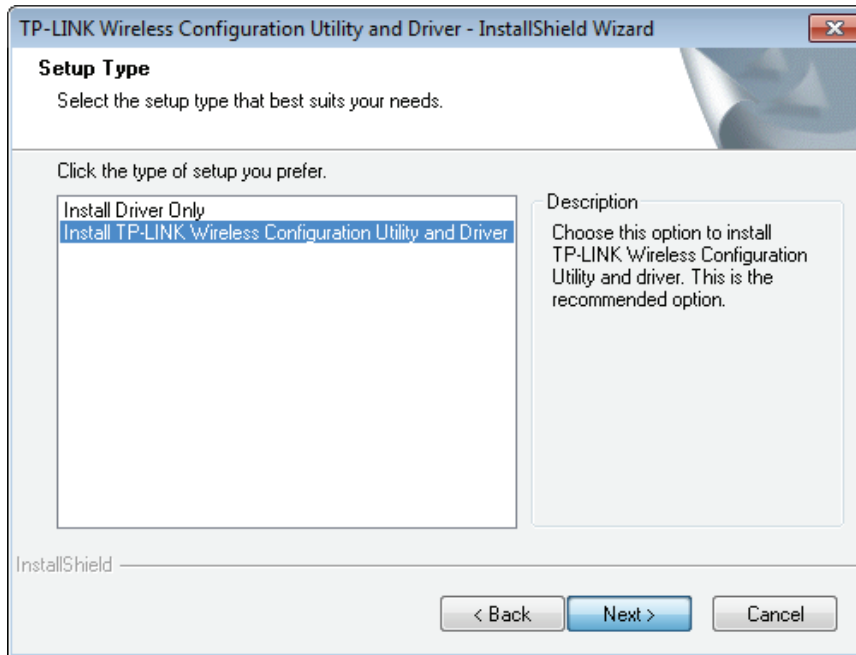 TP-LINK Wireless Configuration Utility and Driver - InstallShield Wizard
Setup Type
Select the setup type that best suits your needs.
Click the type of setup you prefer.
Install Driver Only
Install TP-LINK Wireless Configuration Utility and Driver
Description
Choose this option to install
TP-LINK Wireless Configuration
Utility and driver. This is the
recommended option.
InstallShield
< Back
Next >
Cancel